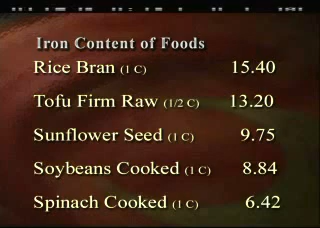 Iron Content of Foods
Rice Bran (1 C) 15.40
Tofu Firm Raw (1/2 C) 13.20
Sunflower Seed (1 C) 9.75
Soybeans Cooked (1 C) 8.84
Spinach Cooked (1 C) 6.42